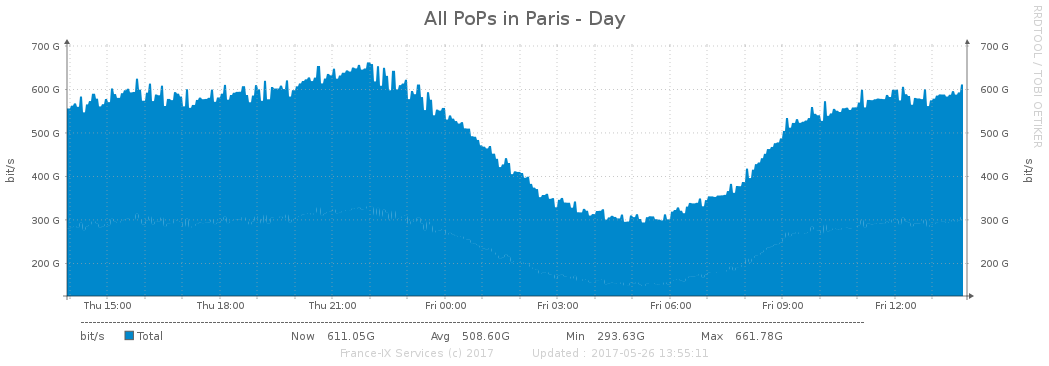 All PoPs in Paris - Day
RRDTOOL / TOBI OETIKER
700 G 700 G
600 G 600 G
500 G 500 G
400 G 400 G
300 G 300 G
200 G 200 G
bit/s bit/s
Thu 15:00 Thu 18:00 Thu 21:00 Fri 00:00 Fri 03:00 Fri 06:00 Fri 09:00 Fri 12:00
bit/s Total Now 611.05G Avg 508.60G Min 293.63G Max 661.78G
France-IX Services (c) 2017 Updated : 2017-05-26 13:55:11